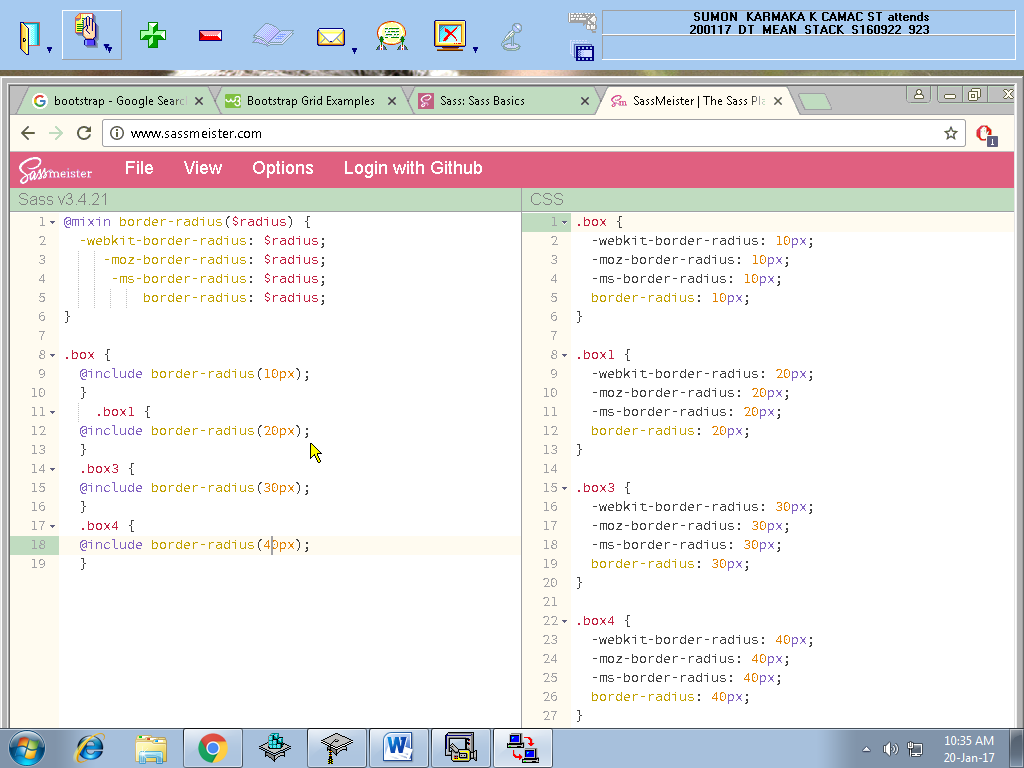 SUMON KARMAKA K CAMAC ST attends
200117_DT_MEAN_STACK_S160922_923
bootstrap - Google Searc
Bootstrap Grid Examples
Sass: Sass Basics
SassMeister | The Sass Pla
www.sassmeister.com
1
Sassmeister
File
View
Options
Login with Github
Sass v3.4.21
1 @mixin border-radius($radius) {
2 -webkit-border-radius: $radius;
3 -moz-border-radius: $radius;
4 -ms-border-radius: $radius;
5 border-radius: $radius;
6 }
7
8 .box {
9 @include border-radius(10px);
10 }
11 .box1 {
12 @include border-radius(20px);
13 }
14 .box3 {
15 @include border-radius(30px);
16 }
17 .box4 {
18 @include border-radius(40px);
19 }
CSS
1 .box {
2 -webkit-border-radius: 10px;
3 -moz-border-radius: 10px;
4 -ms-border-radius: 10px;
5 border-radius: 10px;
6 }
7
8 .box1 {
9 -webkit-border-radius: 20px;
10 -moz-border-radius: 20px;
11 -ms-border-radius: 20px;
12 border-radius: 20px;
13 }
14
15 .box3 {
16 -webkit-border-radius: 30px;
17 -moz-border-radius: 30px;
18 -ms-border-radius: 30px;
19 border-radius: 30px;
20 }
21
22 .box4 {
23 -webkit-border-radius: 40px;
24 -moz-border-radius: 40px;
25 -ms-border-radius: 40px;
26 border-radius: 40px;
27 }
10:35 AM
20-Jan-17